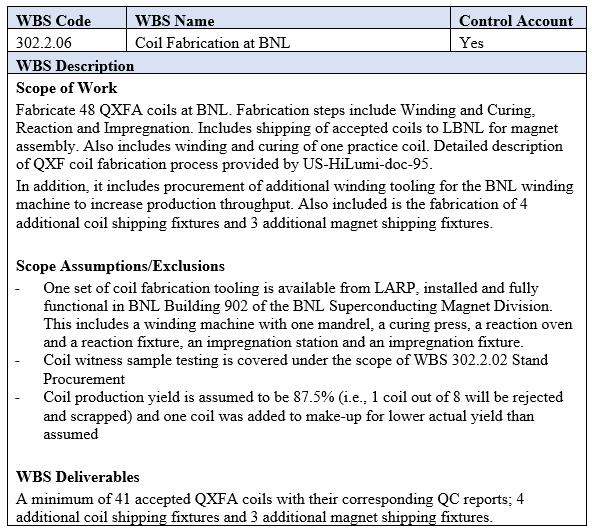 WBS Code WBS Name Control Account
302.2.06 Coil Fabrication at BNL Yes
WBS Description
Scope of Work
Fabricate 48 QXFA coils at BNL. Fabrication steps include Winding and Curing,
Reaction and Impregnation. Includes shipping of accepted coils to LBNL for magnet
assembly. Also includes winding and curing of one practice coil. Detailed description
of QXF coil fabrication process provided by US-HiLumi-doc-95.
In addition, it includes procurement of additional winding tooling for the BNL winding
machine to increase production throughput. Also included is the fabrication of 4
additional coil shipping fixtures and 3 additional magnet shipping fixtures.
Scope Assumptions/Exclusions
- One set of coil fabrication tooling is available from LARP, installed and fully
functional in BNL Building 902 of the BNL Superconducting Magnet Division.
This includes a winding machine with one mandrel, a curing press, a reaction oven
and a reaction fixture, an impregnation station and an impregnation fixture.
- Coil witness sample testing is covered under the scope of WBS 302.2.02 Stand
Procurement
- Coil production yield is assumed to be 87.5% (i.e., 1 coil out of 8 will be rejected
and scrapped) and one coil was added to make-up for lower actual yield than
assumed
WBS Deliverables
A minimum of 41 accepted QXFA coils with their corresponding QC reports; 4
additional coil shipping fixtures and 3 additional magnet shipping fixtures.